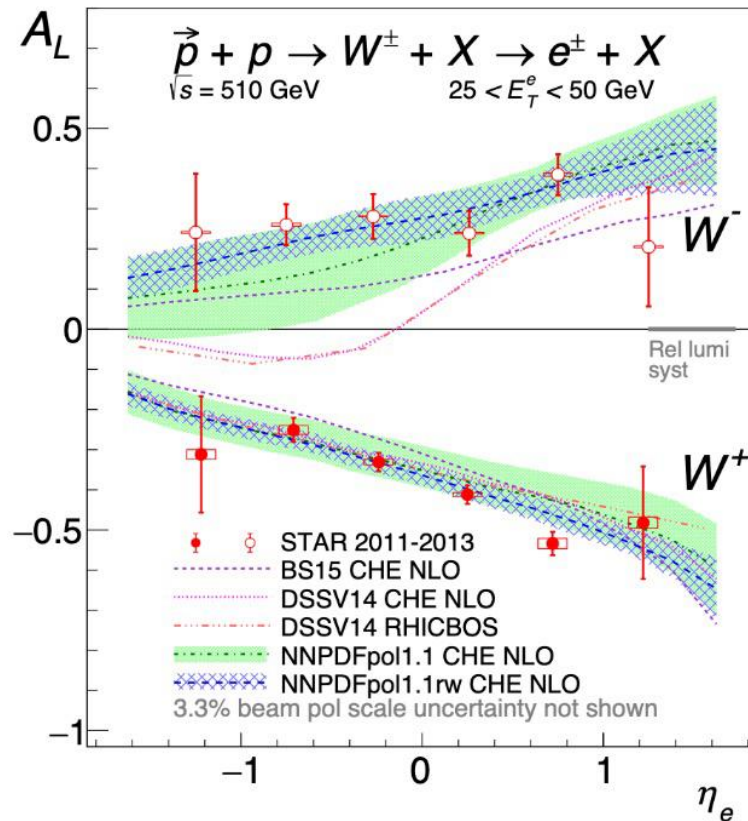 A_L
p⃗ + p → W^± + X → e^± + X
√s = 510 GeV 25 < E_T^e < 50 GeV
0.5
W^-
0
Rel lumi
syst
W^+
−0.5
STAR 2011-2013
BS15 CHE NLO
DSSV14 CHE NLO
DSSV14 RHICBOS
NNPDFpol1.1 CHE NLO
NNPDFpol1.1rw CHE NLO
3.3% beam pol scale uncertainty not shown
−1
−1 0 1
η_e